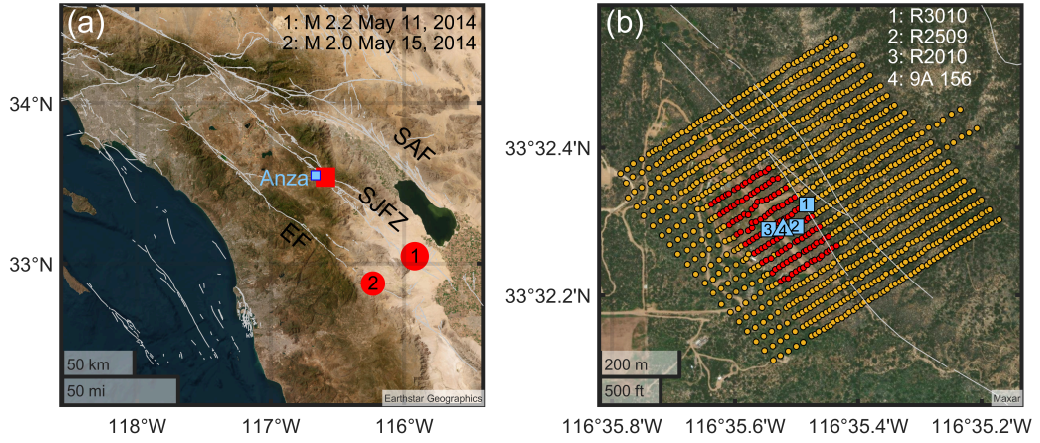 (a)
1: M 2.2 May 11, 2014
2: M 2.0 May 15, 2014
34°N
33°N
SAF
Anza
SJFZ
EF
1
2
50 km
50 mi
Earthstar Geographics
118°W
117°W
116°W
(b)
1: R3010
2: R2509
3: R2010
4: 9A 156
33°32.4'
33°32.2'
1
3
4
2
200 m
500 ft
Maxar
116°35.8'W
116°35.6'W
116°35.4'W
116°35.2'W